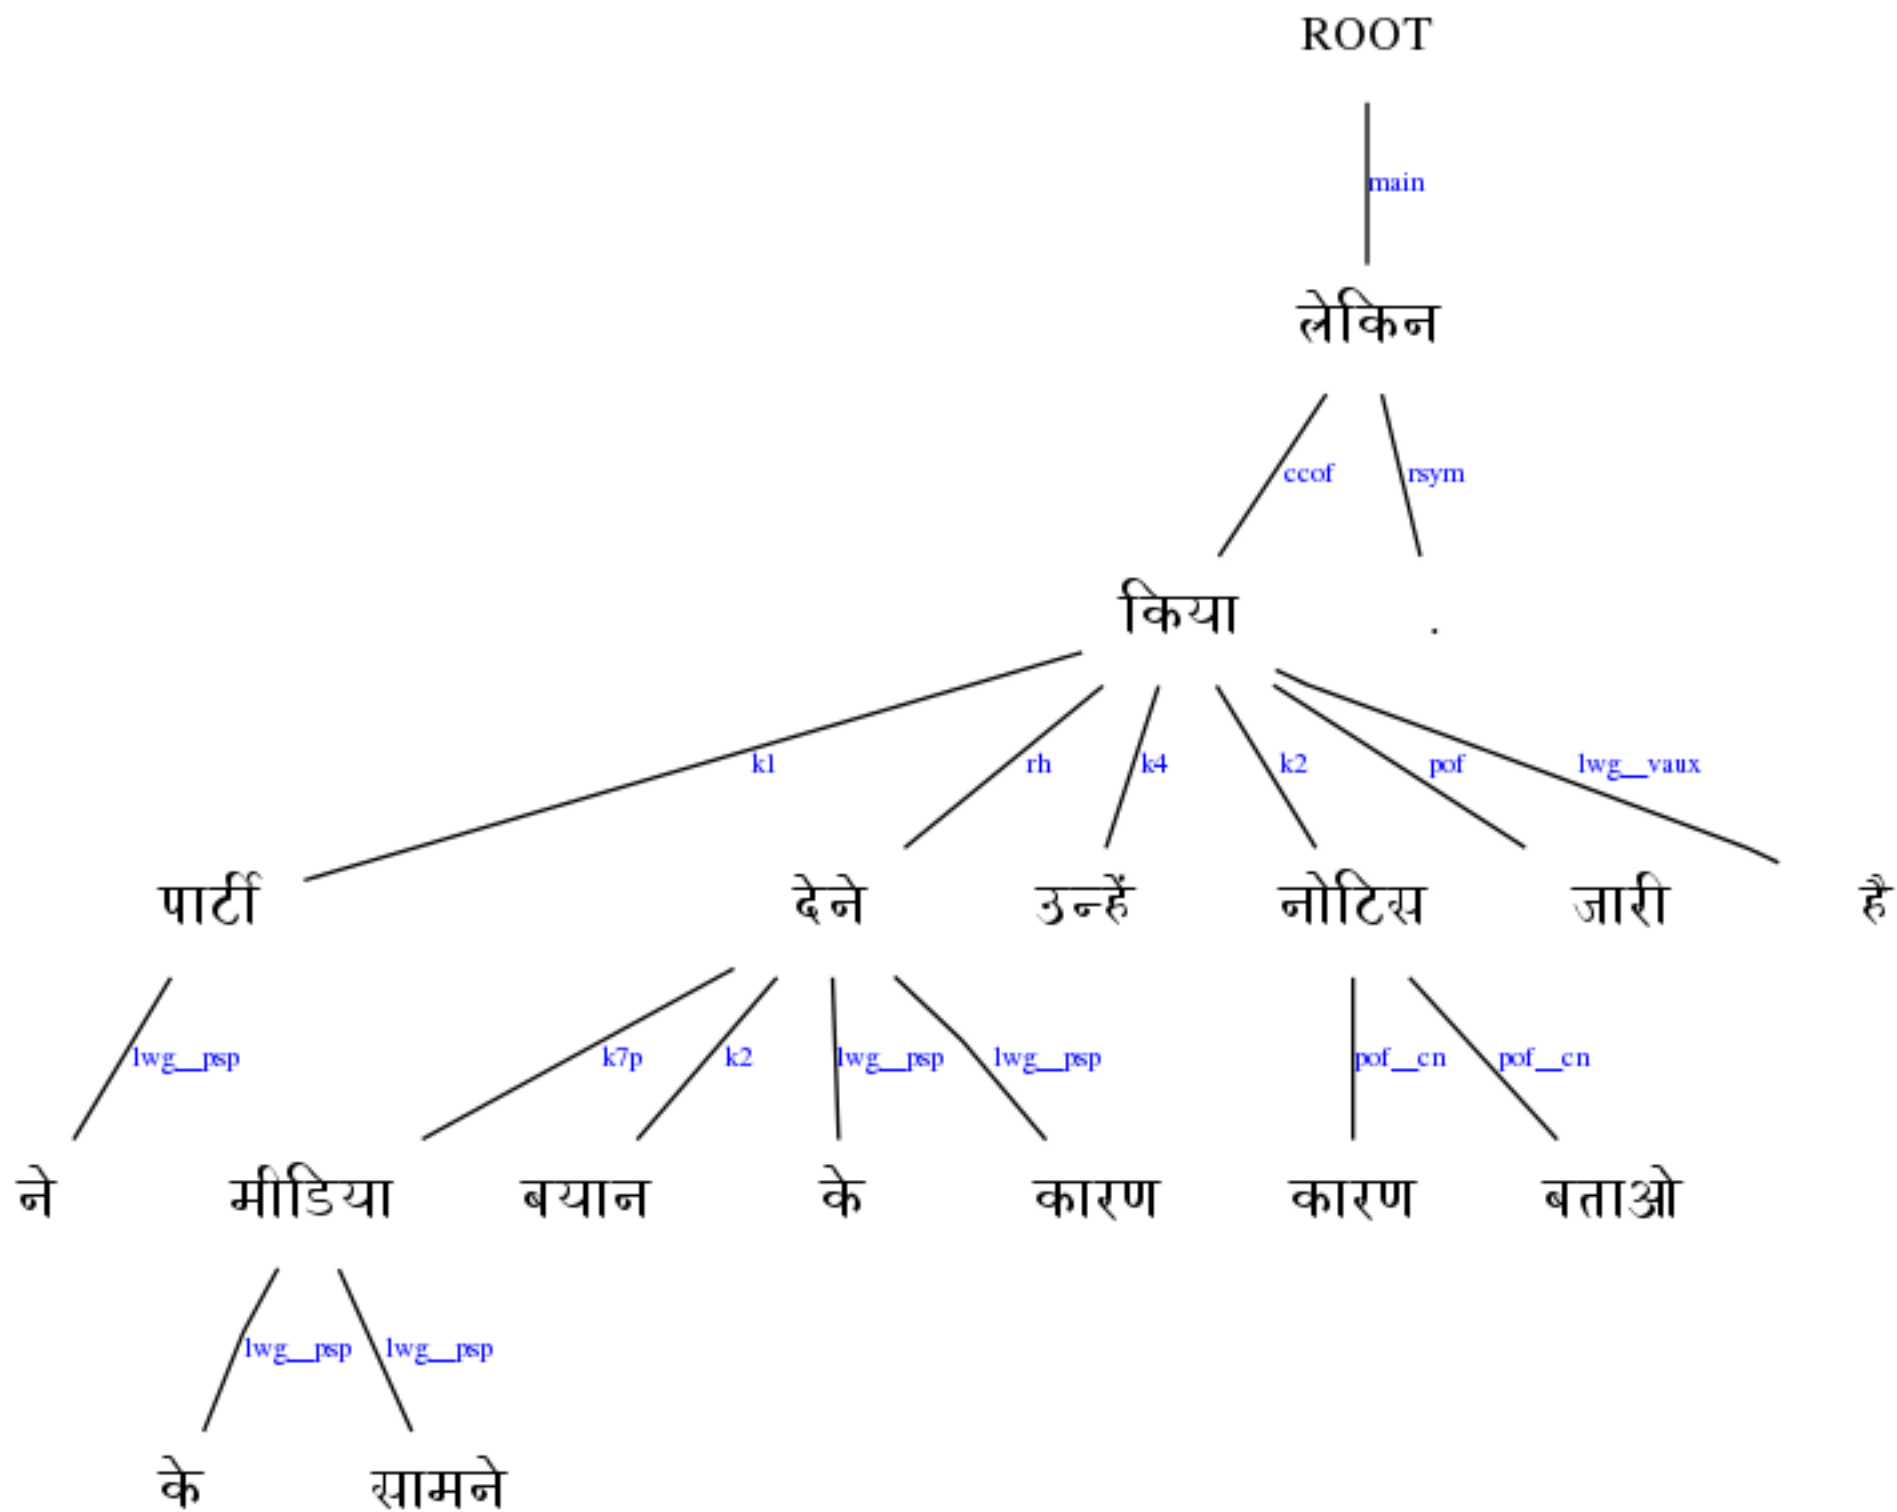 ROOT
main
लेकिन
ccof rsym
किया .
k1 rh k4 k2 pof lwg__vaux
पार्टी देने उन्हें नोटिस जारी है
lwg__psp k7p k2 lwg__psp lwg__psp pof__cn pof__cn
ने मीडिया बयान के कारण कारण बताओ
lwg__psp lwg__psp
के सामने